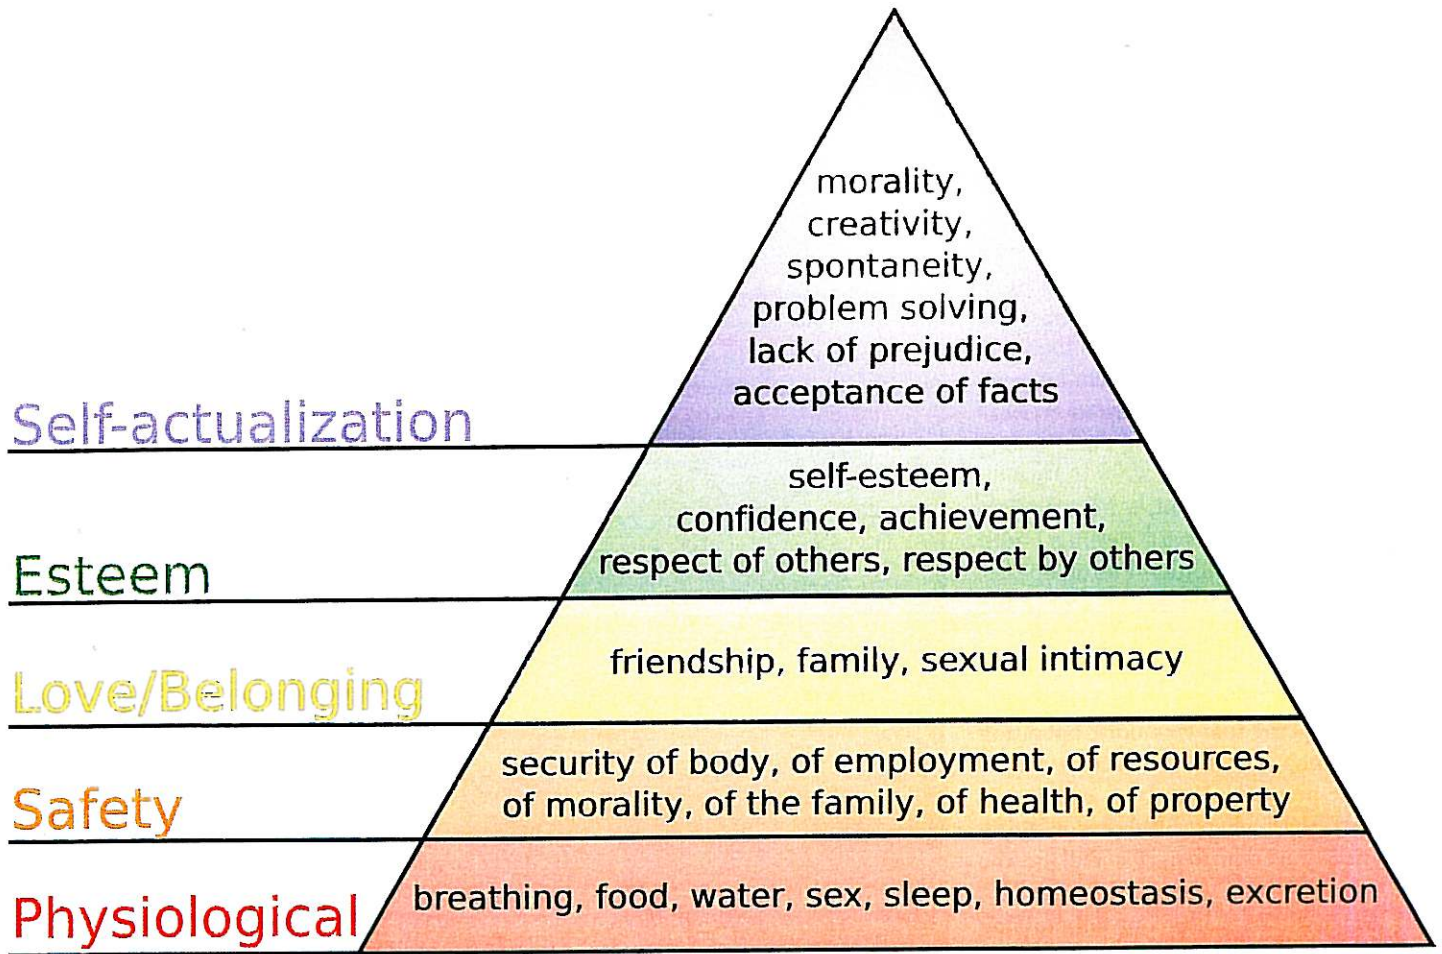 morality,
creativity,
spontaneity,
problem solving,
lack of prejudice,
acceptance of facts
Self-actualization
self-esteem,
confidence, achievement,
respect of others, respect by others
Esteem
friendship, family, sexual intimacy
Love/Belonging
security of body, of employment, of resources,
of morality, of the family, of health, of property
Safety
breathing, food, water, sex, sleep, homeostasis, excretion
Physiological